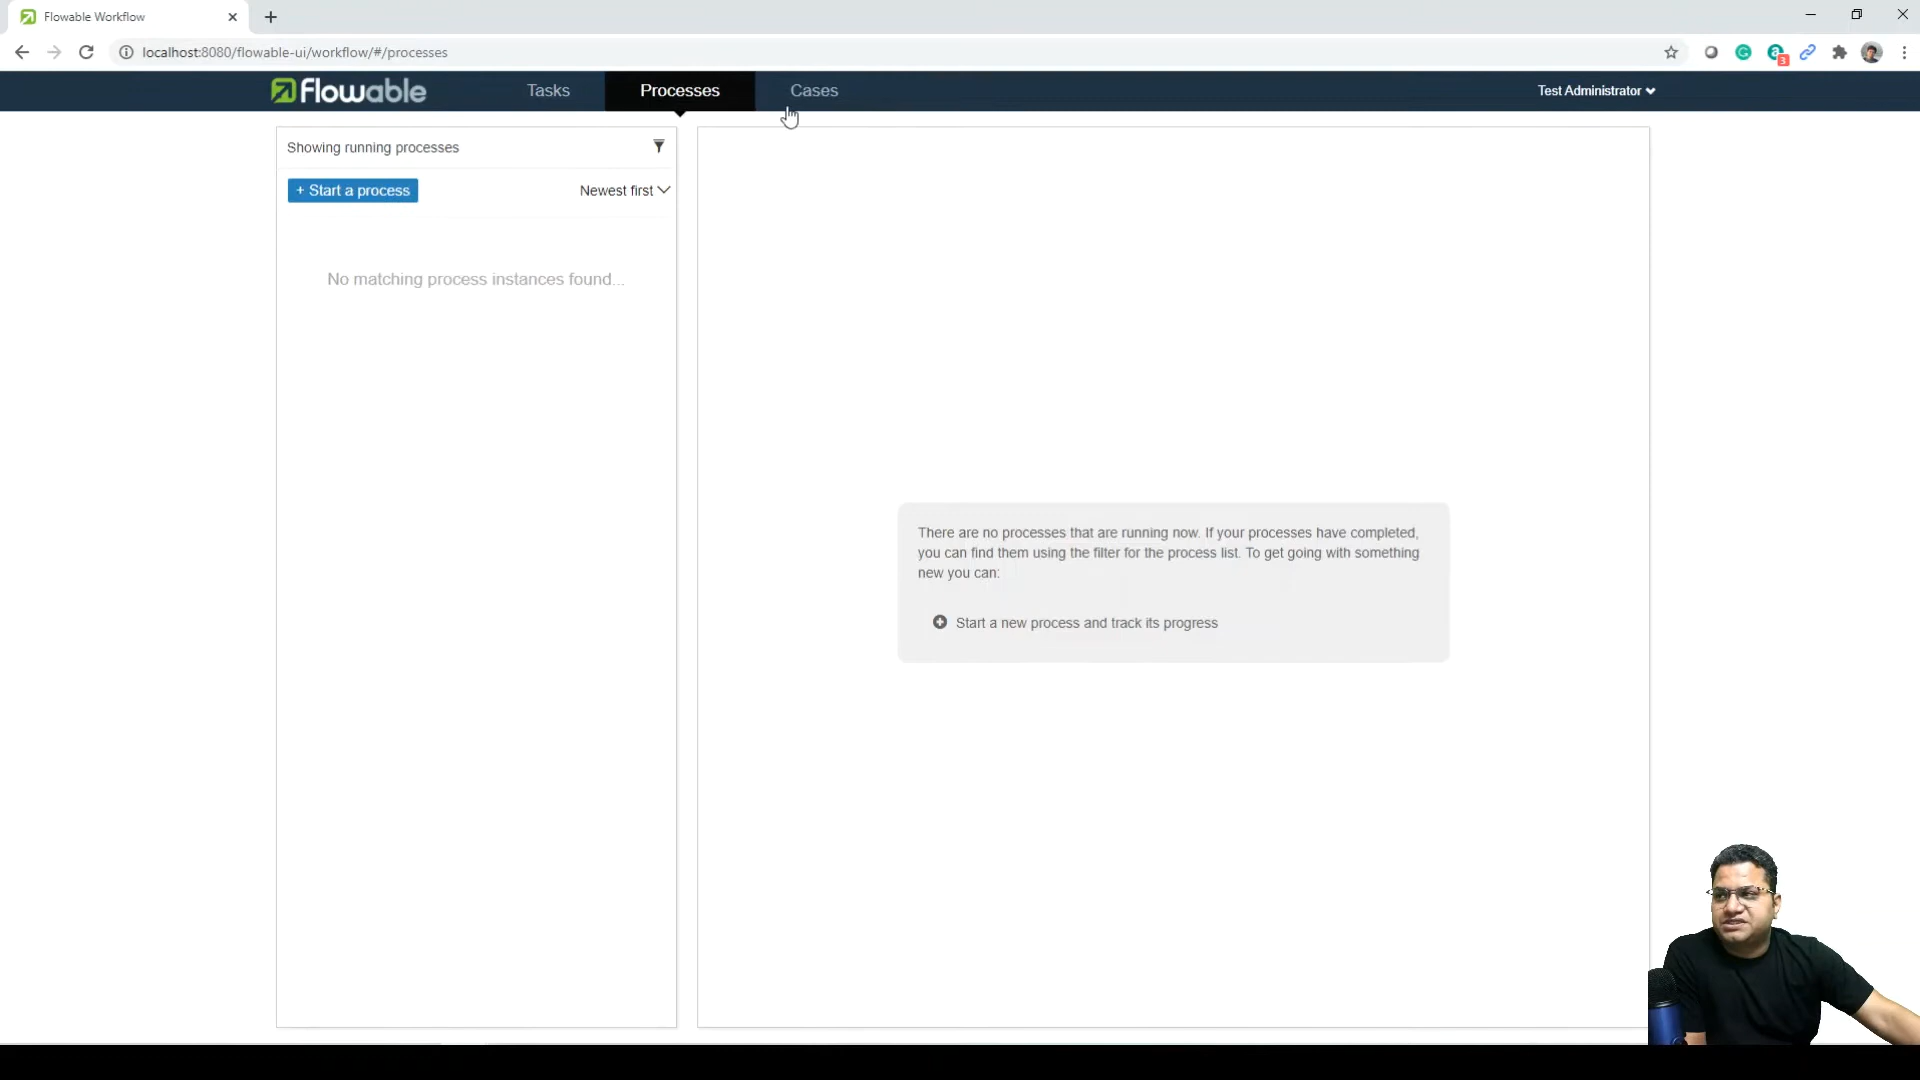 Flowable Workflow
localhost:8080/flowable-ui/workflow/#/processes
3
flowable
Tasks
Processes
Cases
Test Administrator
Showing running processes
+ Start a process
Newest first
No matching process instances found...
There are no processes that are running now. If your processes have completed,
you can find them using the filter for the process list. To get going with something
new you can:
Start a new process and track its progress